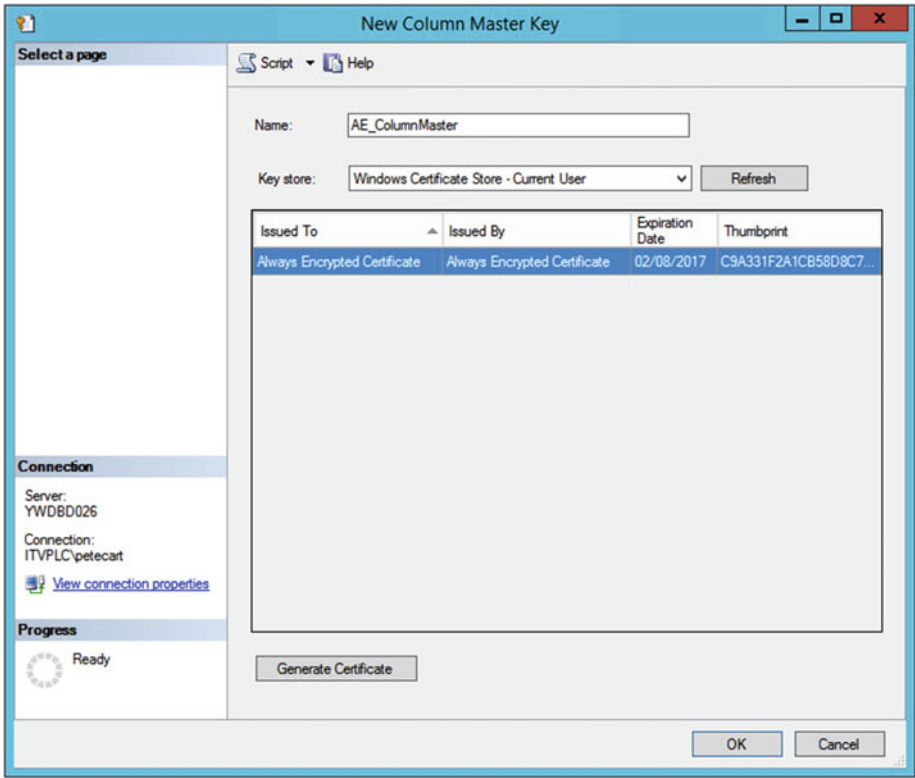 New Column Master Key
Select a page
Script Help
Name: AE_ColumnMaster
Key store: Windows Certificate Store - Current User Refresh
Issued To Issued By Expiration Date Thumbprint
Always Encrypted Certificate Always Encrypted Certificate 02/08/2017 C9A331F2A1CB58D8C7...
Connection
Server:
YWDBD026
Connection:
ITVPLC\petecart
View connection properties
Progress
Ready
Generate Certificate
OK Cancel